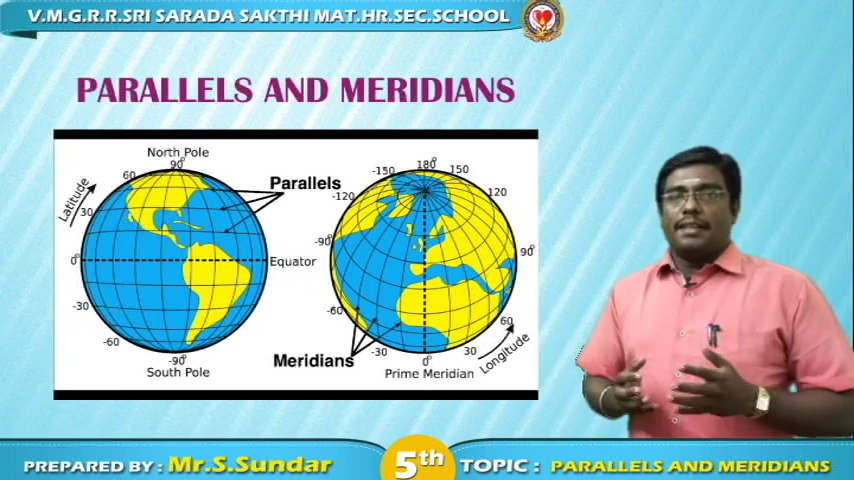 V.M.G.R.R.SRI SARADA SAKTHI MAT.HR.SEC.SCHOOL
PARALLELS AND MERIDIANS
North Pole
90°
60
Latitude
30
0°
-30
-60
-90°
South Pole
Parallels
Equator
Meridians
180°
-150
150
-120
120
-90°
90°
-60
60
-30
30
0°
Longitude
Prime Meridian
PREPARED BY : Mr.S.Sundar
5th
TOPIC : PARALLELS AND MERIDIANS